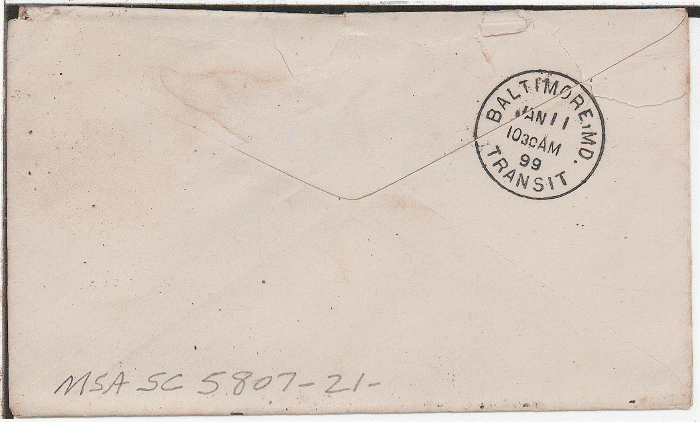 BALTIMORE, MD.
JAN 11
1030AM
99
TRANSIT
MSA SC 5807-21-